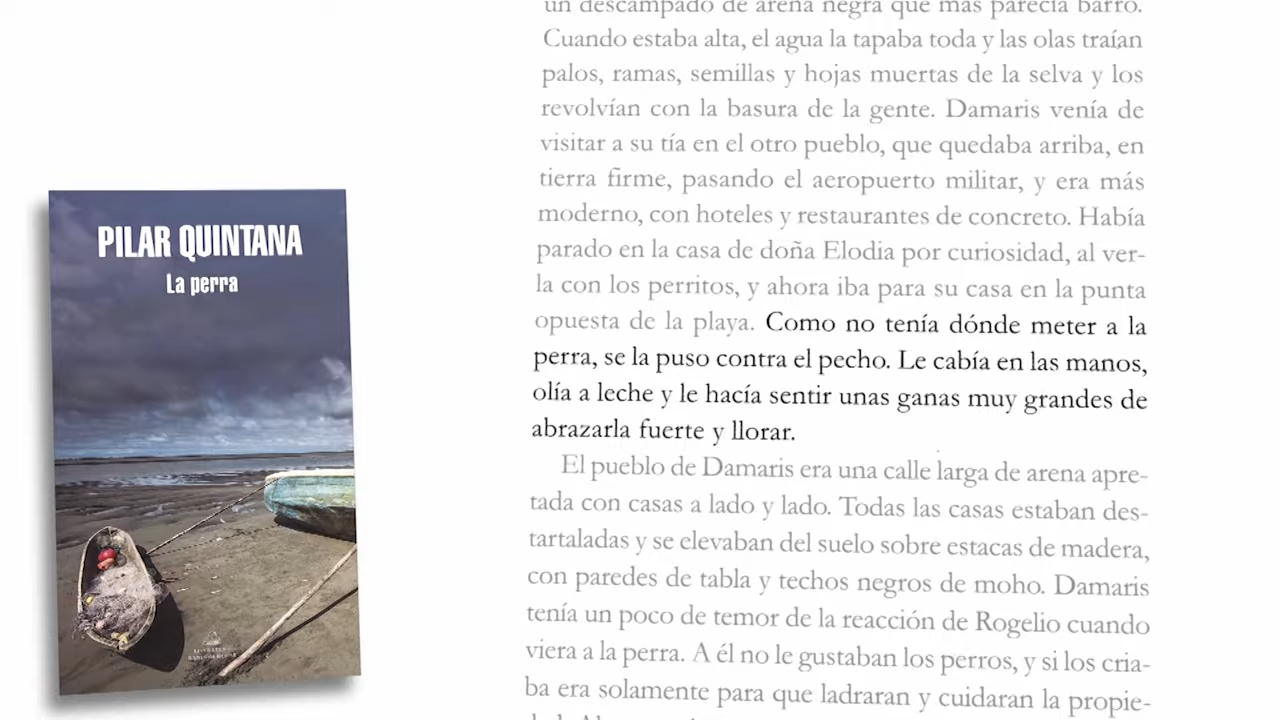 PILAR QUINTANA
La perra
un descampado de arena negra que más parecía barro.
Cuando estaba alta, el agua la tapaba toda y las olas traían
palos, ramas, semillas y hojas muertas de la selva y los
revolvían con la basura de la gente. Damaris venía de
visitar a su tía en el otro pueblo, que quedaba arriba, en
tierra firme, pasando el aeropuerto militar, y era más
moderno, con hoteles y restaurantes de concreto. Había
parado en la casa de doña Elodia por curiosidad, al ver-
la con los perritos, y ahora iba para su casa en la punta
opuesta de la playa. Como no tenía dónde meter a la
perra, se la puso contra el pecho. Le cabía en las manos,
olía a leche y le hacía sentir unas ganas muy grandes de
abrazarla fuerte y llorar.
El pueblo de Damaris era una calle larga de arena apre-
tada con casas a lado y lado. Todas las casas estaban des-
tartaladas y se elevaban del suelo sobre estacas de madera,
con paredes de tabla y techos negros de moho. Damaris
tenía un poco de temor de la reacción de Rogelio cuando
viera a la perra. A él no le gustaban los perros, y si los cria-
ba era solamente para que ladraran y cuidaran la propie-